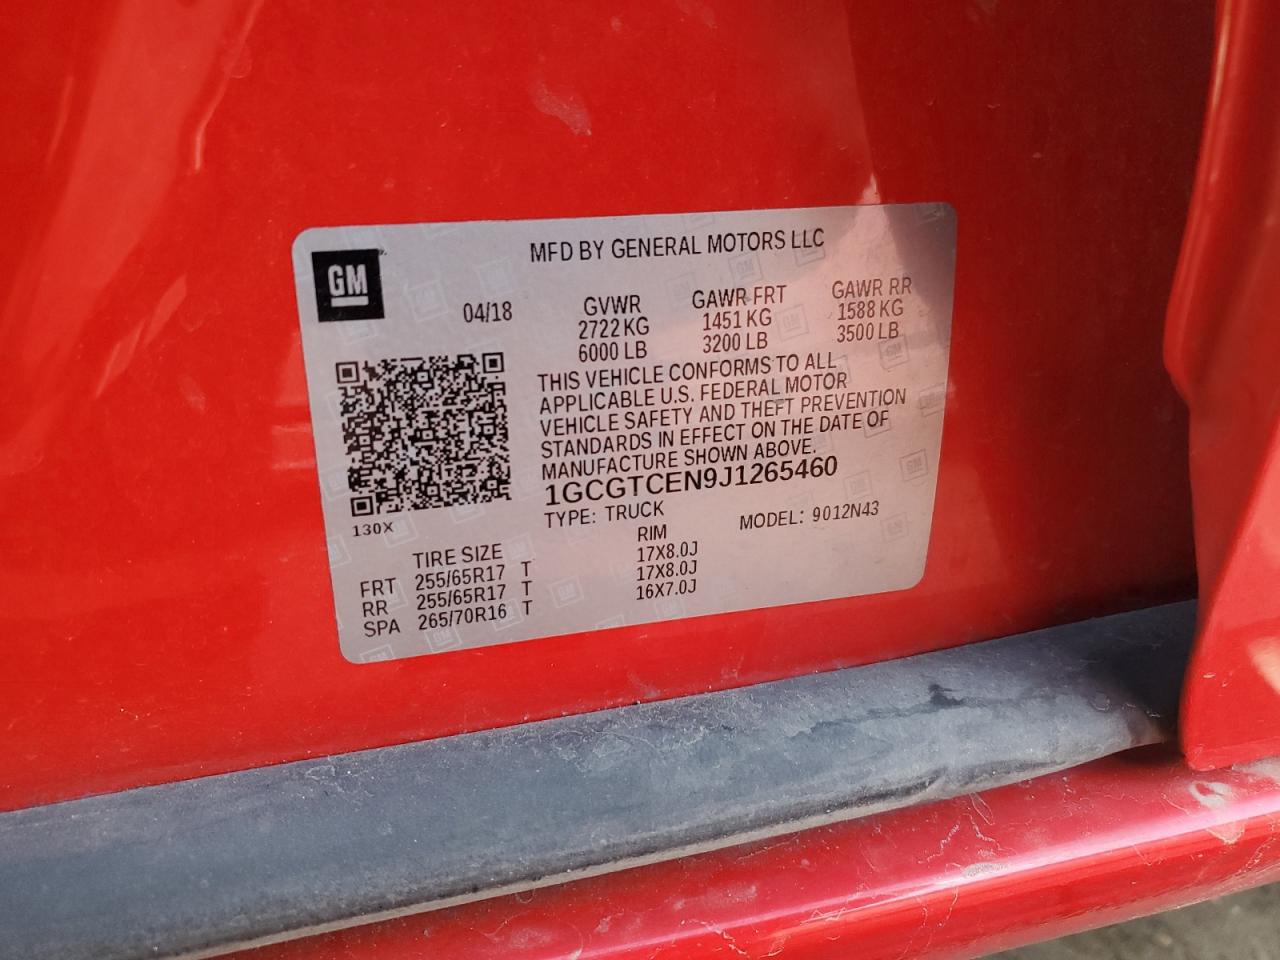 MFD BY GENERAL MOTORS LLC
GM
04/18
GVWR GAWR FRT GAWR RR
2722 KG 1451 KG 1588 KG
6000 LB 3200 LB 3500 LB
THIS VEHICLE CONFORMS TO ALL
APPLICABLE U.S. FEDERAL MOTOR
VEHICLE SAFETY AND THEFT PREVENTION
STANDARDS IN EFFECT ON THE DATE OF
MANUFACTURE SHOWN ABOVE.
1GCGTCEN9J1265460
TYPE: TRUCK MODEL: 9012N43
130X
TIRE SIZE RIM
FRT 255/65R17 T 17X8.0J
RR 255/65R17 T 17X8.0J
SPA 265/70R16 T 16X7.0J